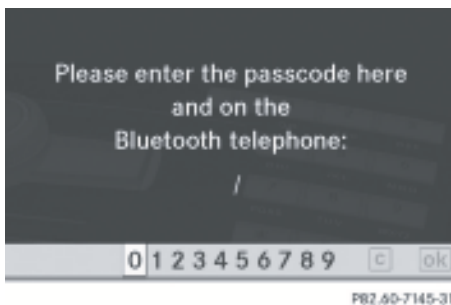 Please enter the passcode here
and on the
Bluetooth telephone:
/
0 1 2 3 4 5 6 7 8 9 c ok
P82.60-7145-31